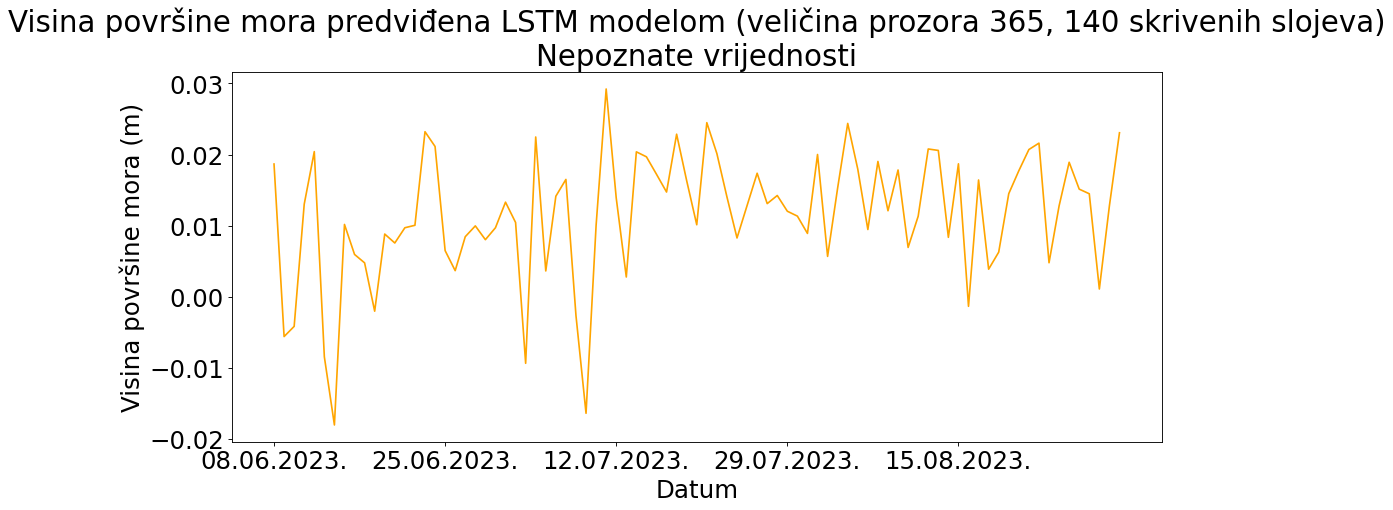 Visina površine mora predviđena LSTM modelom (veličina prozora 365, 140 skrivenih slojeva)
Nepoznate vrijednosti
Visina površine mora (m)
0.03
0.02
0.01
0.00
−0.01
−0.02
08.06.2023. 25.06.2023. 12.07.2023. 29.07.2023. 15.08.2023.
Datum